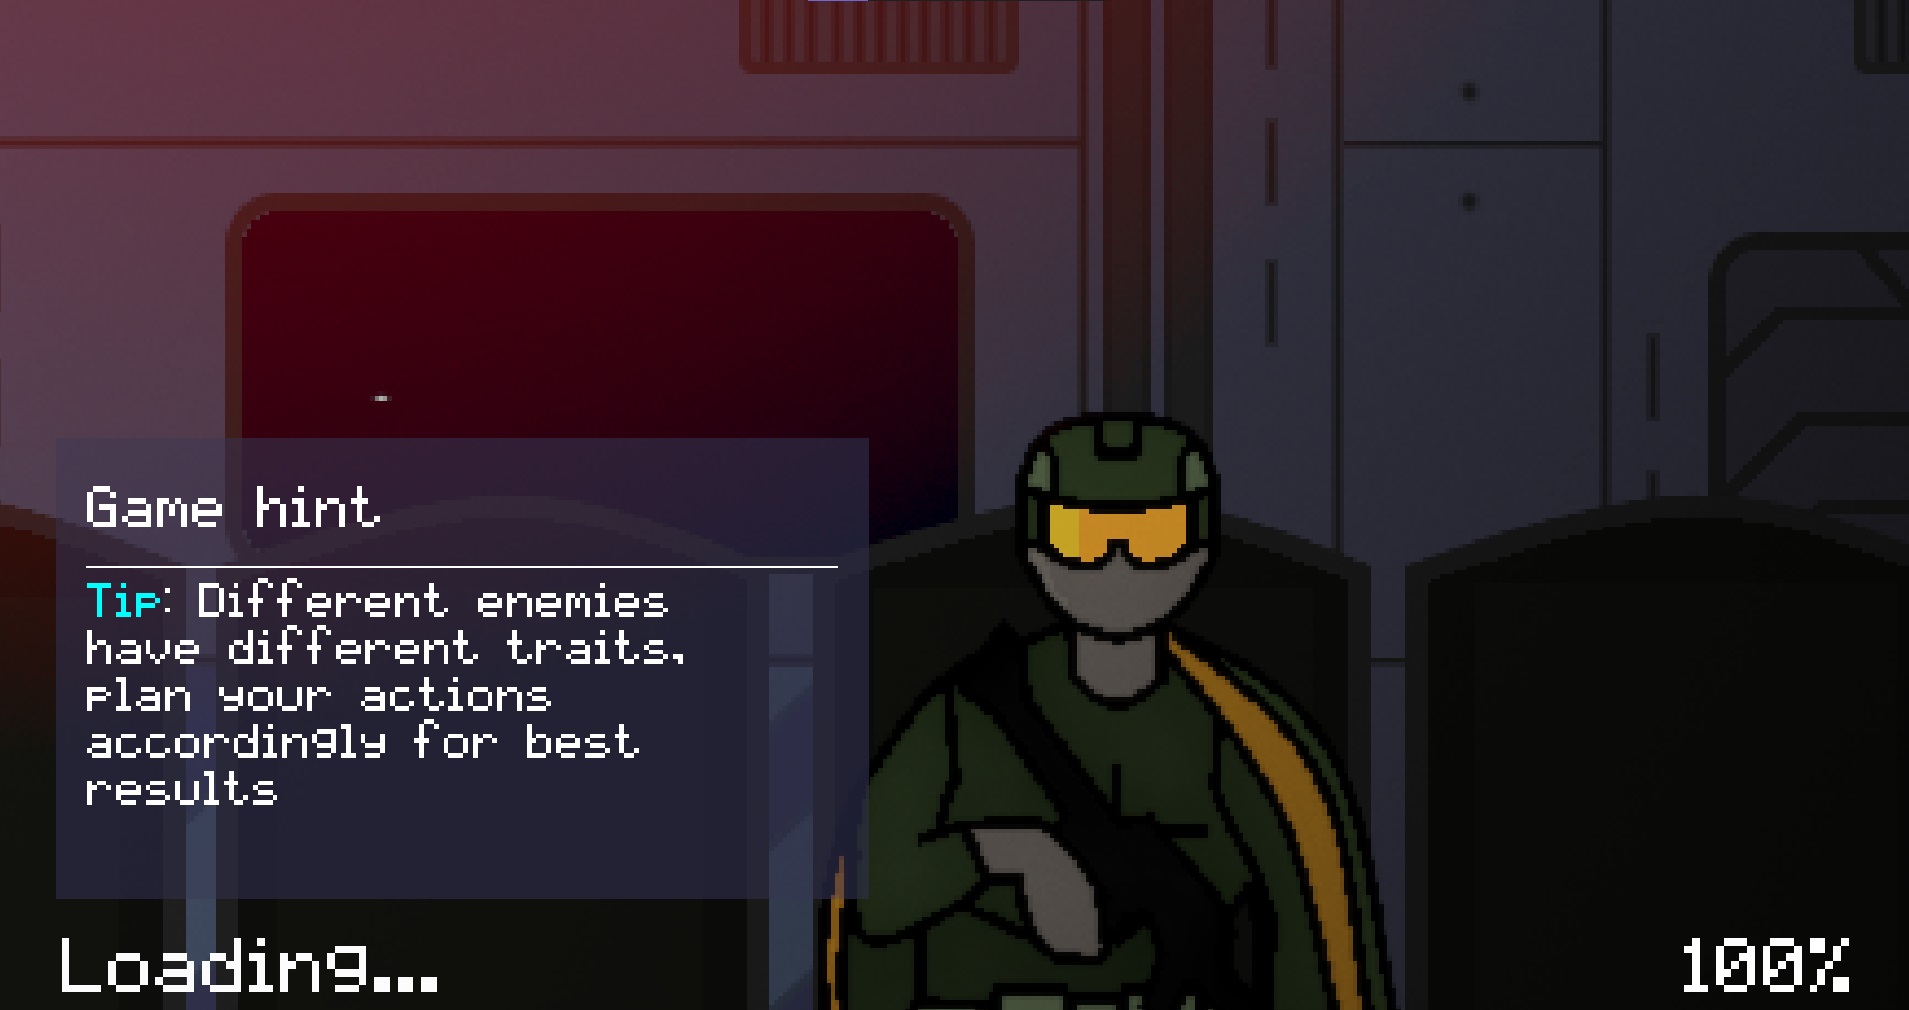 Game hint
Tip: Different enemies
have different traits,
plan your actions
accordingly for best
results
Loading...
100%